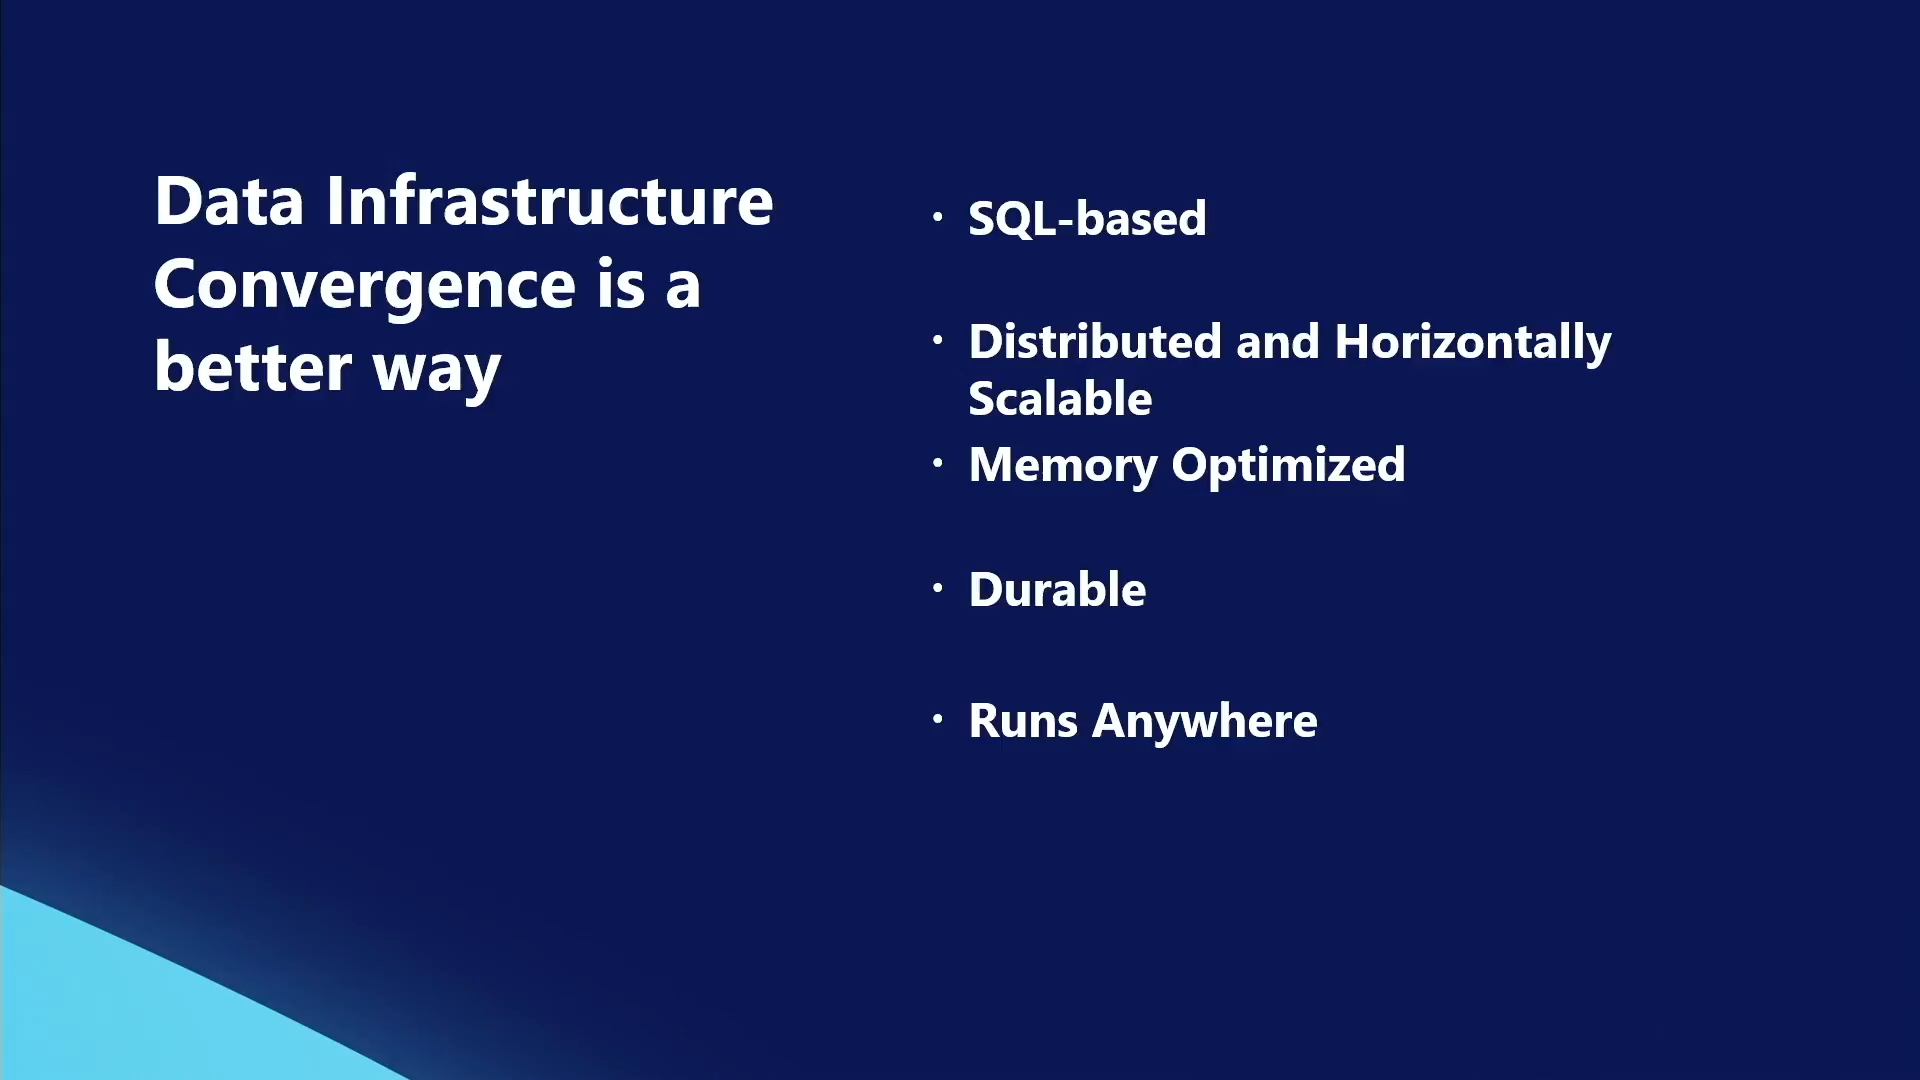 Data Infrastructure
Convergence is a
better way
• SQL-based
• Distributed and Horizontally
Scalable
• Memory Optimized
• Durable
• Runs Anywhere